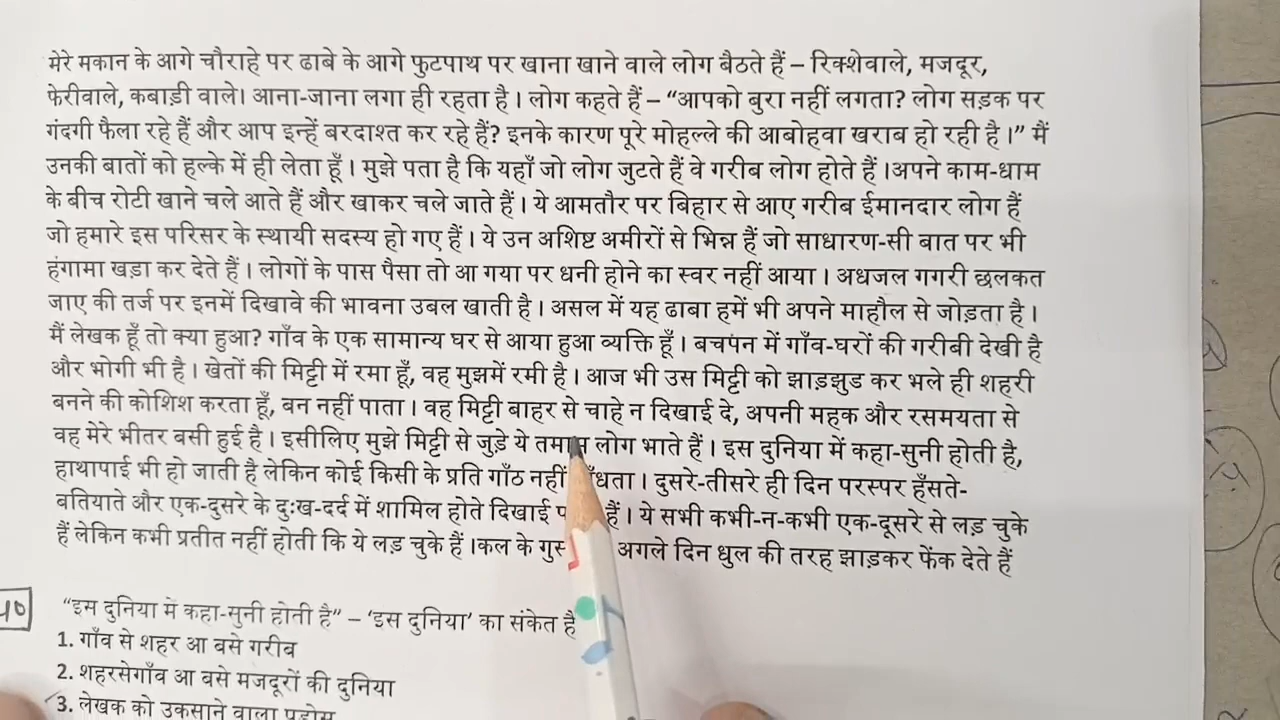 मेरे मकान के आगे चौराहे पर ढाबे के आगे फुटपाथ पर खाना खाने वाले लोग बैठते हैं – रिक्शेवाले, मजदूर,
फेरीवाले, कबाड़ी वाले। आना-जाना लगा ही रहता है। लोग कहते हैं – “आपको बुरा नहीं लगता? लोग सड़क पर
गंदगी फैला रहे हैं और आप इन्हें बरदाश्त कर रहे हैं? इनके कारण पूरे मोहल्ले की आबोहवा खराब हो रही है।” मैं
उनकी बातों को हल्के में ही लेता हूँ। मुझे पता है कि यहाँ जो लोग जुटते हैं वे गरीब लोग होते हैं ।अपने काम-धाम
के बीच रोटी खाने चले आते हैं और खाकर चले जाते हैं। ये आमतौर पर बिहार से आए गरीब ईमानदार लोग हैं
जो हमारे इस परिसर के स्थायी सदस्य हो गए हैं। ये उन अशिष्ट अमीरों से भिन्न हैं जो साधारण-सी बात पर भी
हंगामा खड़ा कर देते हैं। लोगों के पास पैसा तो आ गया पर धनी होने का स्वर नहीं आया। अधजल गगरी छलकत
जाए की तर्ज पर इनमें दिखावे की भावना उबल खाती है। असल में यह ढाबा हमें भी अपने माहौल से जोड़ता है।
मैं लेखक हूँ तो क्या हुआ? गाँव के एक सामान्य घर से आया हुआ व्यक्ति हूँ। बचपन में गाँव-घरों की गरीबी देखी है
और भोगी भी है। खेतों की मिट्टी में रमा हूँ, वह मुझमें रमी है। आज भी उस मिट्टी को झाड़झुड कर भले ही शहरी
बनने की कोशिश करता हूँ, बन नहीं पाता। वह मिट्टी बाहर से चाहे न दिखाई दे, अपनी महक और रसमयता से
वह मेरे भीतर बसी हुई है। इसीलिए मुझे मिट्टी से जुड़े ये लोग भाते हैं। इस दुनिया में कहा-सुनी होती है,
हाथापाई भी हो जाती है लेकिन कोई किसी के प्रति गाँठ नहीं । दुसरे-तीसरे ही दिन परस्पर हँसते-
बतियाते और एक-दुसरे के दुःख-दर्द में शामिल होते दिखाई हैं। ये सभी कभी-न-कभी एक-दूसरे से लड़ चुके
हैं लेकिन कभी प्रतीत नहीं होती कि ये लड़ चुके हैं ।कल के अगले दिन धुल की तरह झाड़कर फेंक देते हैं
40
“इस दुनिया में कहा-सुनी होती है” – ‘इस दुनिया’ का संकेत है
1. गाँव से शहर आ बसे गरीब
2. शहरसेगाँव आ बसे मजदूरों की दुनिया
3. लेखक को उकसाने वाला